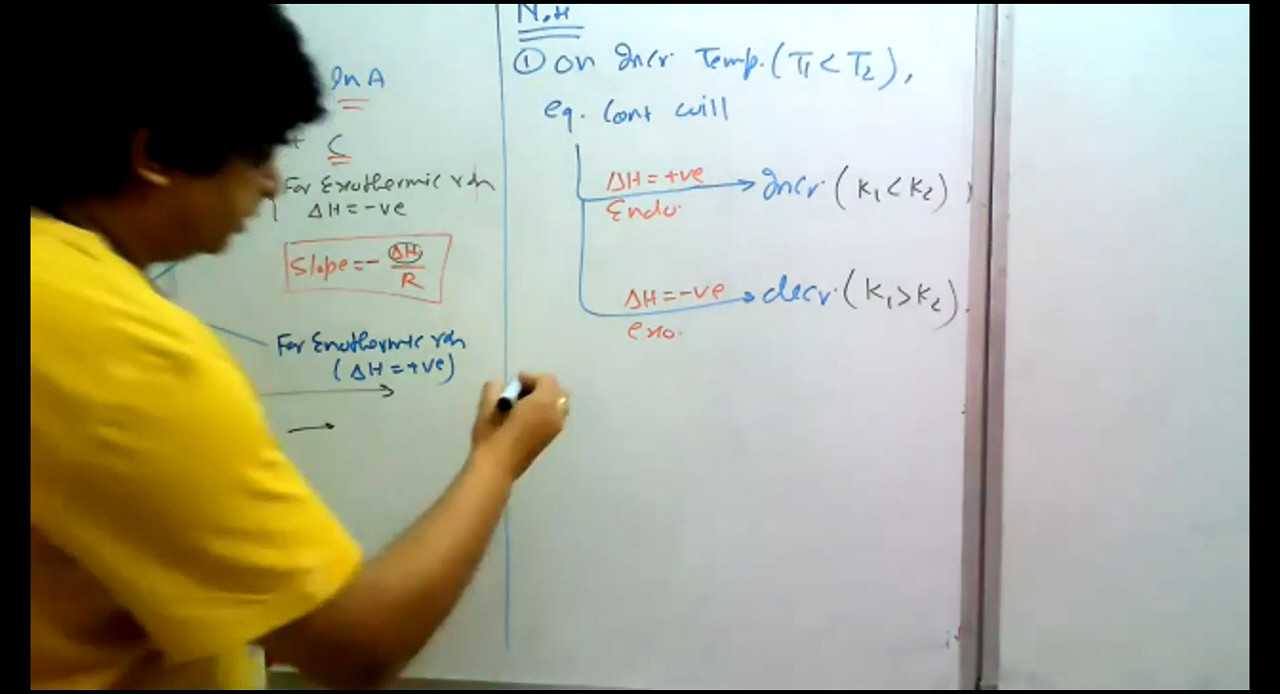 ln A
+ C
For Exothermic rxn
ΔH = -ve
Slope = - ΔH/R
For Endothermic rxn
(ΔH = +ve)
N.H
① on Incr Temp. (T₁ < T₂),
eq. Cont will
ΔH = +ve → Incr (K₁ < K₂)
Endo.
ΔH = -ve → decr. (K₁ > K₂).
exo.